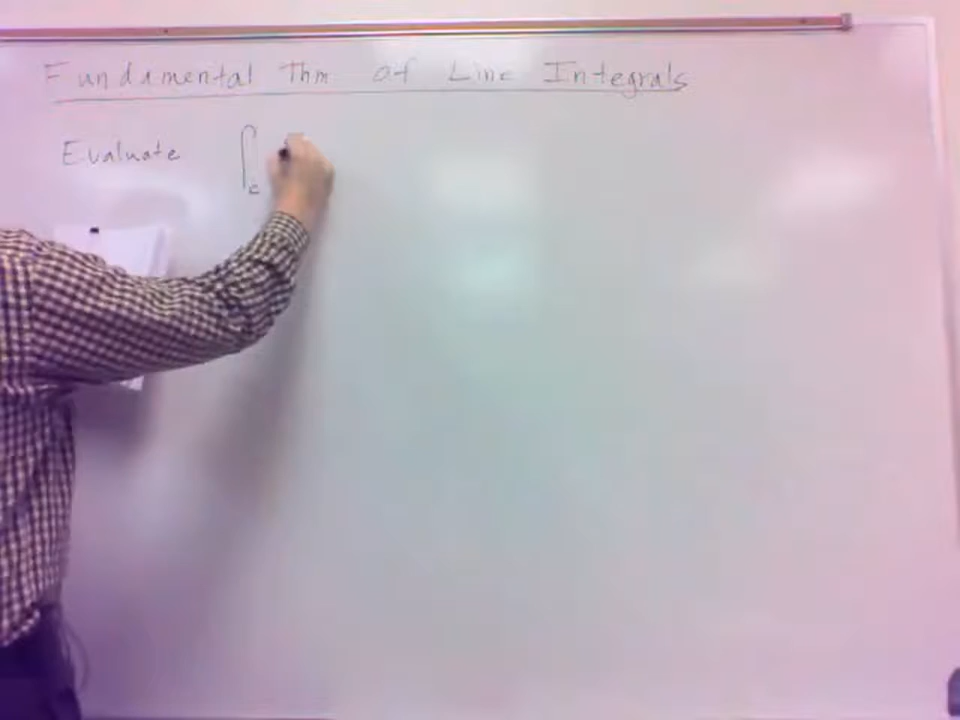 Fundamental Thm of Line Integrals
Evaluate ∫_C